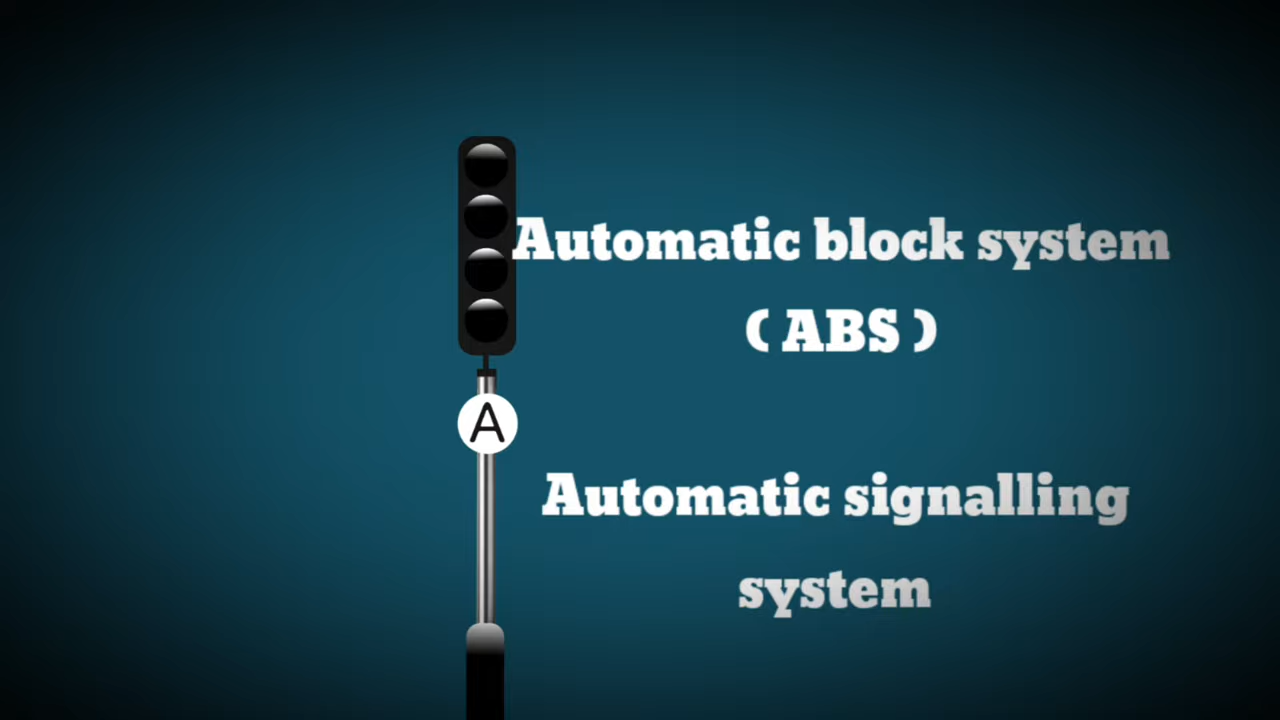 Automatic block system
( ABS )
A
Automatic signalling
system